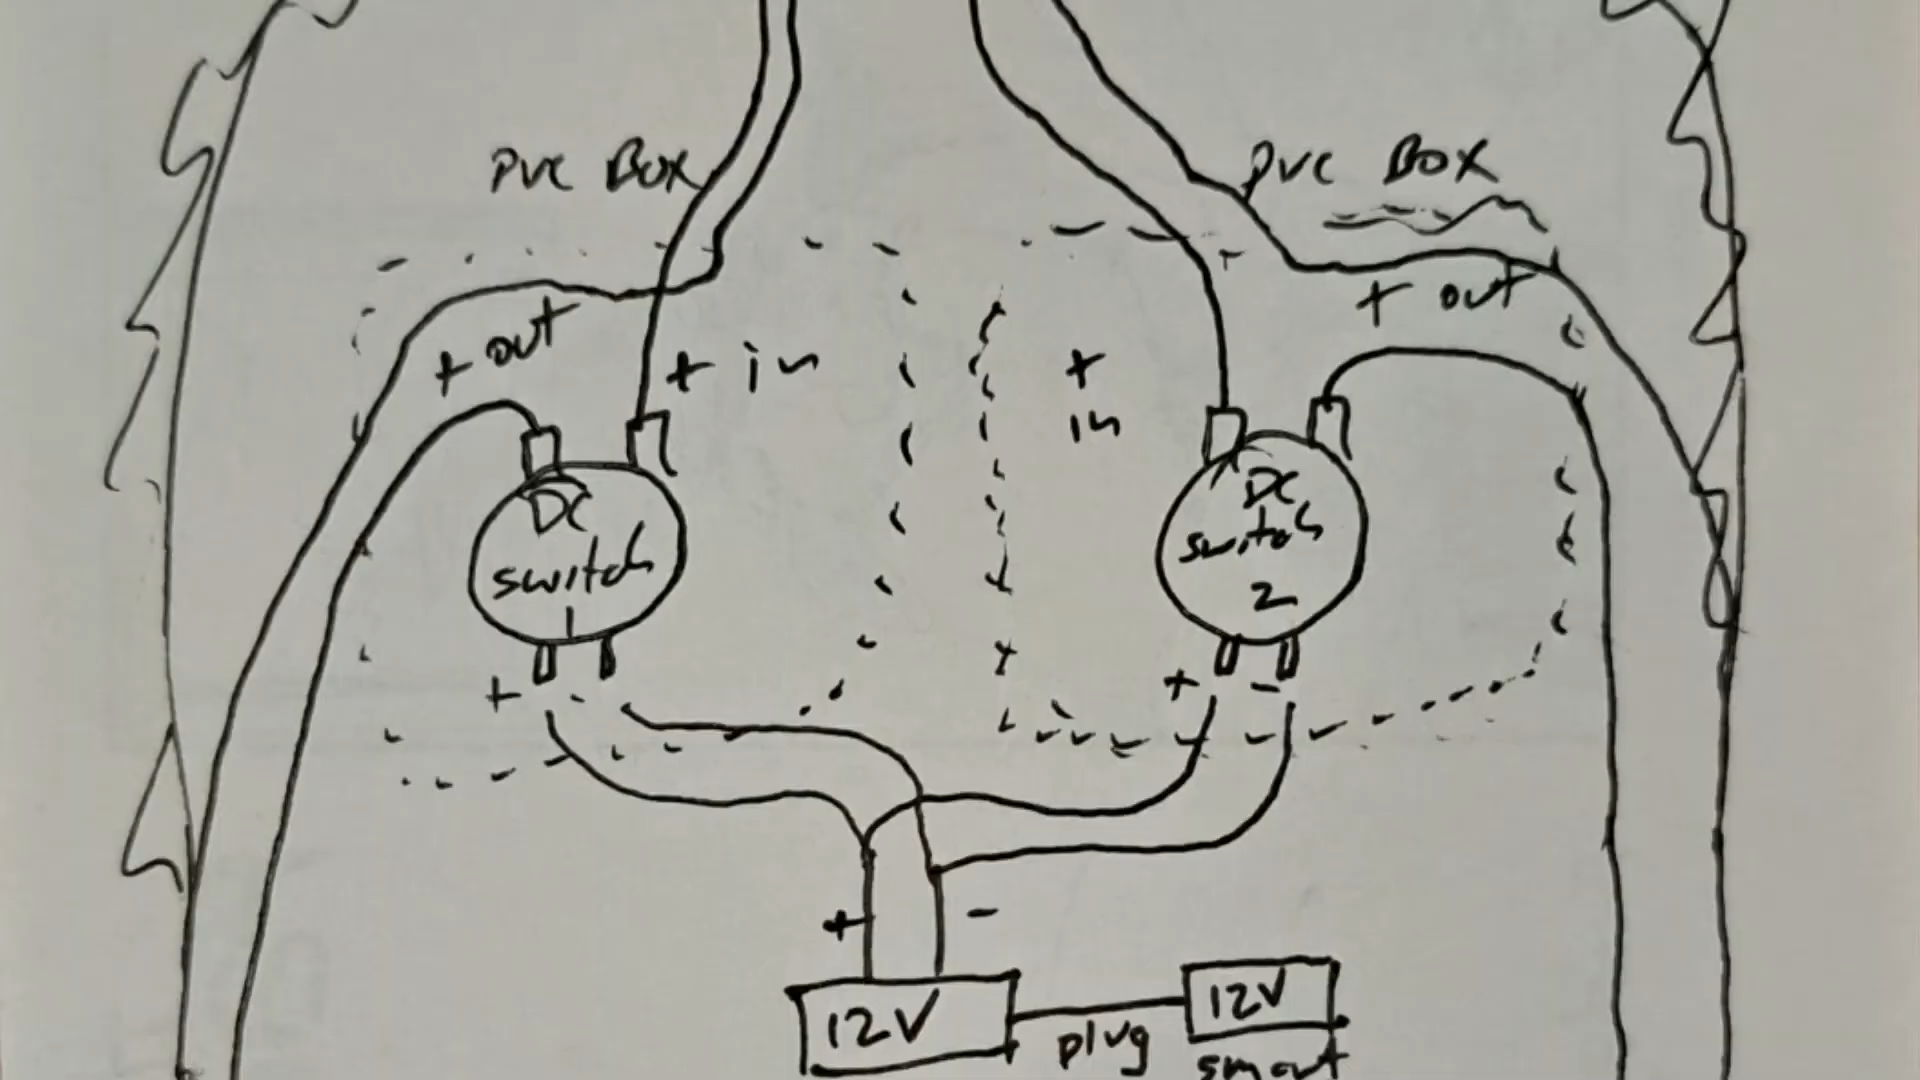 PVC BOX
PVC BOX
+ out
+ out
+ in
+
in
DC
switch
1
DC
switch
2
+ -
+ -
+ -
12V
plug
12V
smart